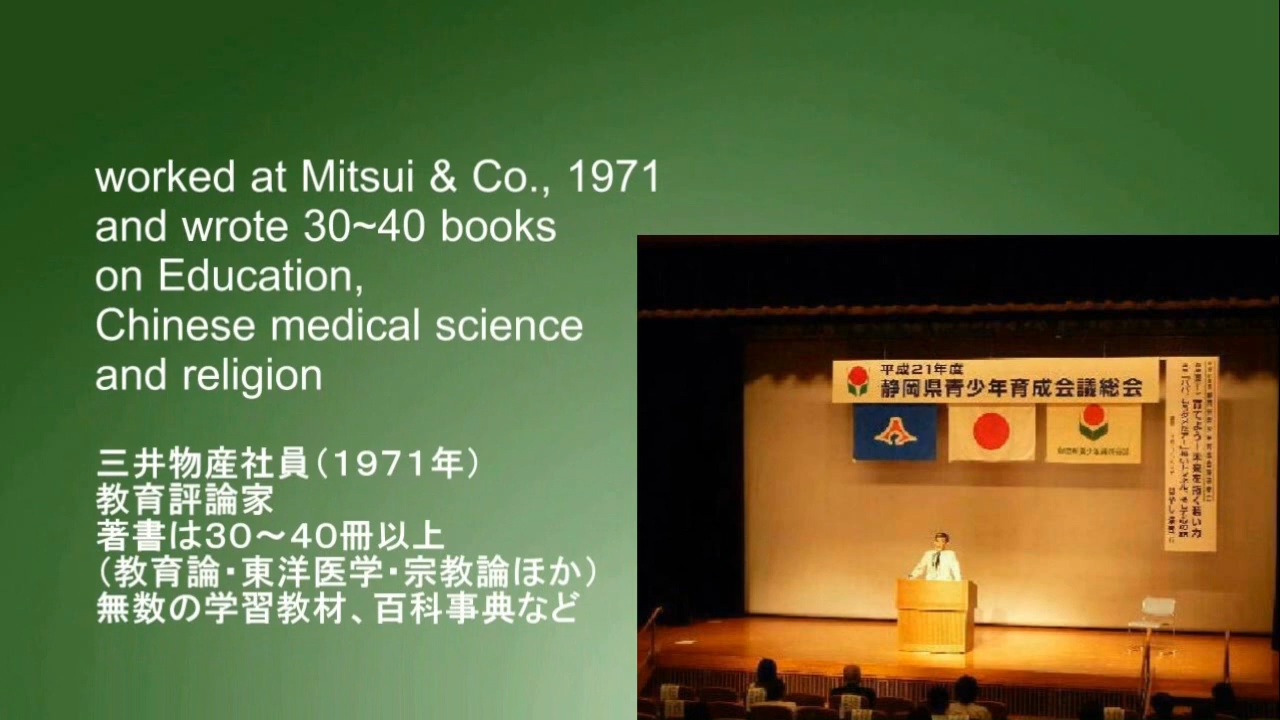 worked at Mitsui & Co., 1971
and wrote 30~40 books
on Education,
Chinese medical science
and religion
三井物産社員（1971年）
教育評論家
著書は30～40冊以上
（教育論・東洋医学・宗教論ほか）
無数の学習教材、百科事典など
平成21年度
静岡県青少年育成会議総会